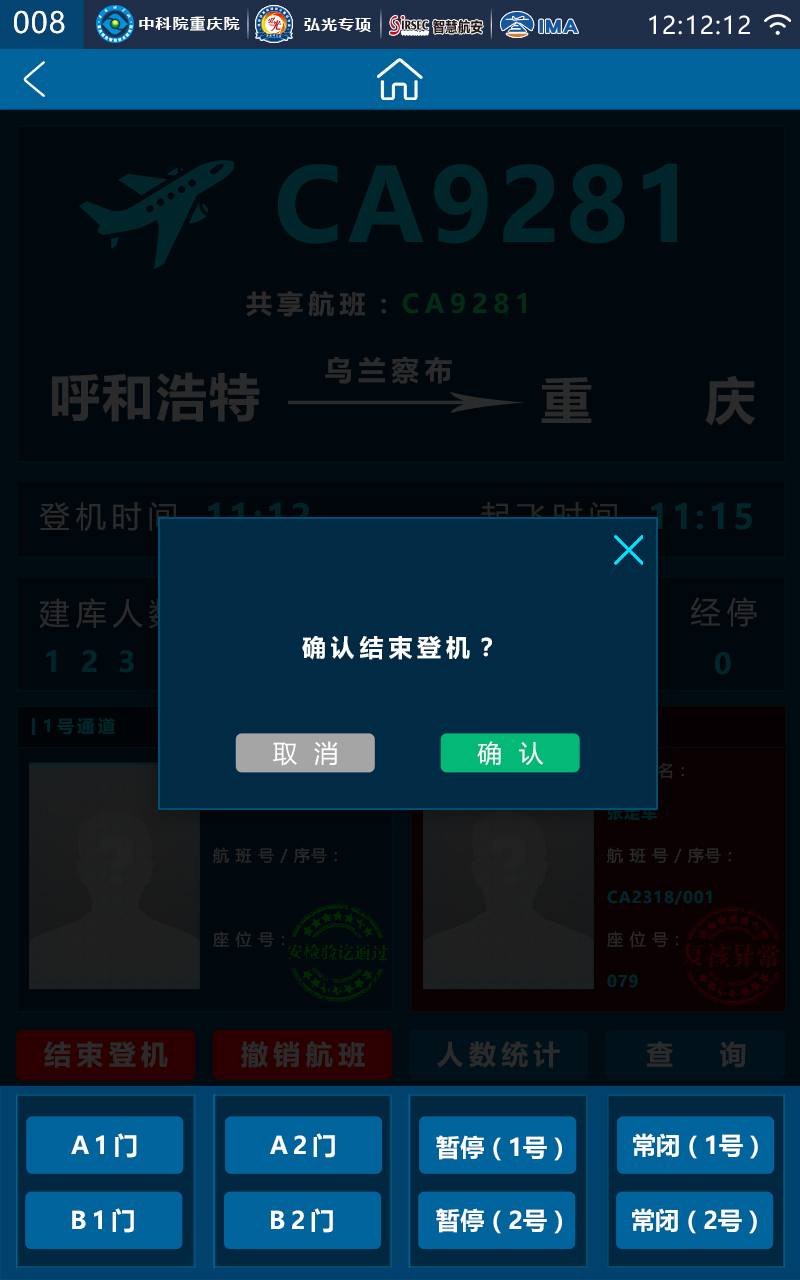 008 中科院重庆院 弘光专项 SiRSEC 智慧航安 IMA 12:12:12
CA9281
共享航班：CA9281
呼和浩特 乌兰察布 重 庆
登机时间 11:12 起飞时间 11:15
建库人数 经停
1 2 3 0
确认结束登机？
取 消 确 认
1号通道
名：
航班号/序号： 航班号/序号：
CA2318/001
座位号： 座位号：
安检验讫通过 复核异常
079
结束登机 撤销航班 人数统计 查 询
A1门 A2门 暂停（1号） 常闭（1号）
B1门 B2门 暂停（2号） 常闭（2号）